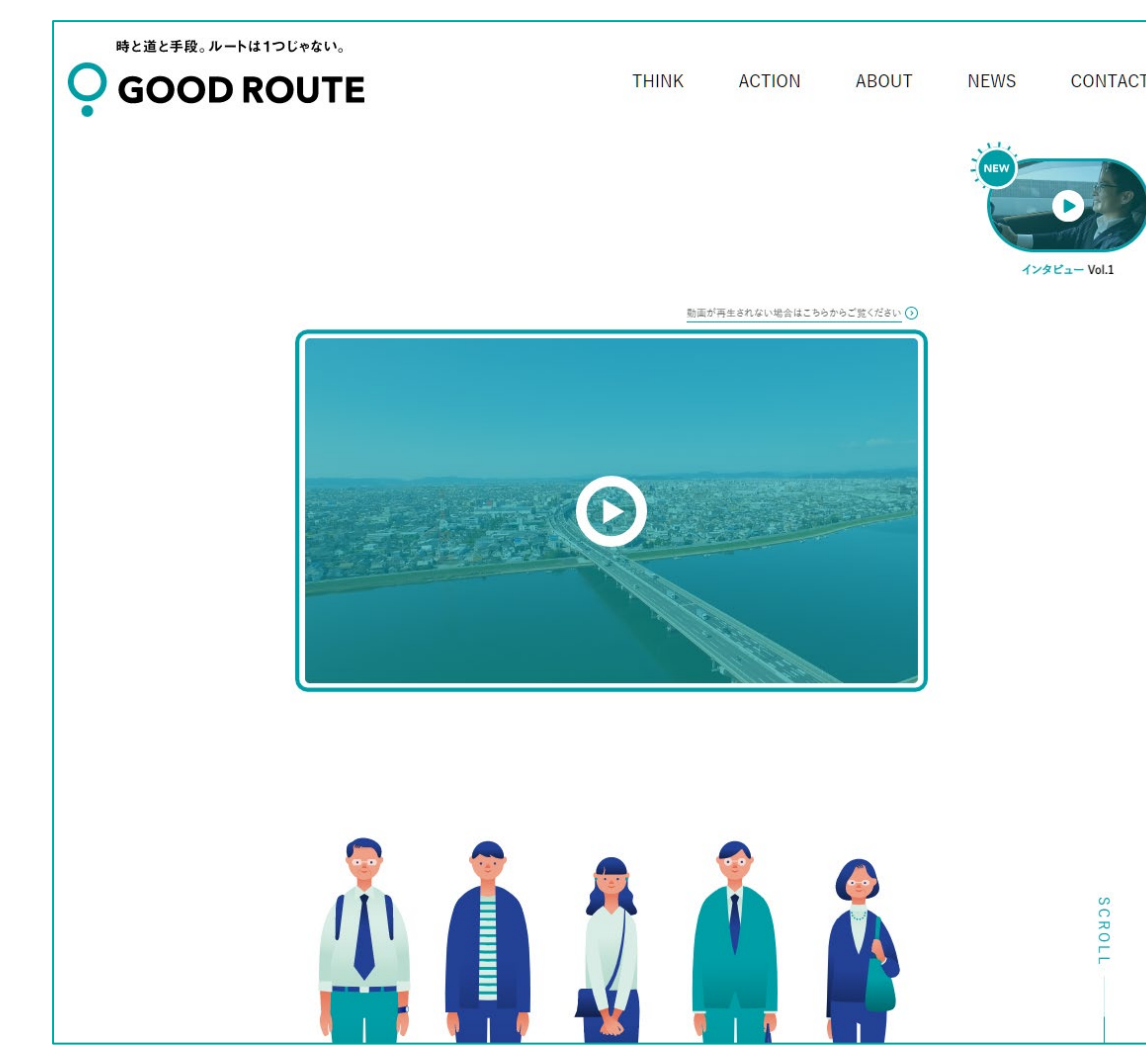 時と道と手段。ルートは1つじゃない。
GOOD ROUTE
THINK ACTION ABOUT NEWS CONTACT
NEW
インタビュー Vol.1
動画が再生されない場合はこちらからご覧ください
SCROLL